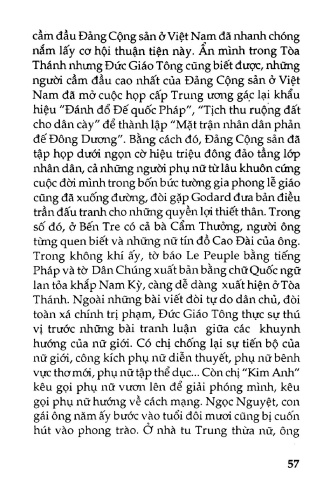 cầm đầu Đảng Cộng sản ở Việt Nam đã nhanh chóng
nắm lấy cơ hội thuận tiện này. Ẩn mình trong Tòa
Thánh nhưng Đức Giáo Tông cũng biết được, những
người cầm đầu cao nhất của Đảng Cộng sản ở Việt
Nam đã mở cuộc họp cấp Trung ương gác lại khẩu
hiệu "Đánh đổ Đế quốc Pháp", "Tịch thu ruộng đất
cho dân cày" để thành lập "Mặt trận nhân dân phản
đế Đông Dương". Bằng cách đó, Đảng Cộng sản đã
tập họp dưới ngọn cờ hiệu triệu đông đảo tầng lớp
nhân dân, cả những người phụ nữ từ lâu khuôn cứng
cuộc đời mình trong bốn bức tường gia phong lễ giáo
cũng đã xuống đường, đòi gặp Godard đưa bản điều
trần đấu tranh cho những quyền lợi thiết thân. Trong
số đó, ở Bến Tre có cả bà Cẩm Thưởng, người ông
từng quen biết và những nữ tín đồ Cao Đài của ông.
Trong không khí ấy, tờ báo Le Peuple bằng tiếng
Pháp và tờ Dân Chúng xuất bản bằng chữ Quốc ngữ
lan tỏa khắp Nam Kỳ, càng dễ dàng xuất hiện ở Tòa
Thánh. Ngoài những bài viết đòi tự do dân chủ, đòi
toàn xá chính trị phạm, Đức Giáo Tông thực sự thú
vị trước những bài tranh luận giữa các khuynh
hướng của nữ giới. Có chị chống lại sự tiến bộ của
nữ giới, công kích phụ nữ diễn thuyết, phụ nữ bênh
vực thơ mới, phụ nữ tập thể dục... Còn chị "Kim Anh"
kêu gọi phụ nữ vươn lên để giải phóng mình, kêu
gọi phụ nữ hướng về cách mạng. Ngọc Nguyệt, con
gái ông năm ấy bước vào tuổi đôi mươi cũng bị cuốn
hút vào phong trào. Ở nhà tu Trung thừa nữ, ông
57